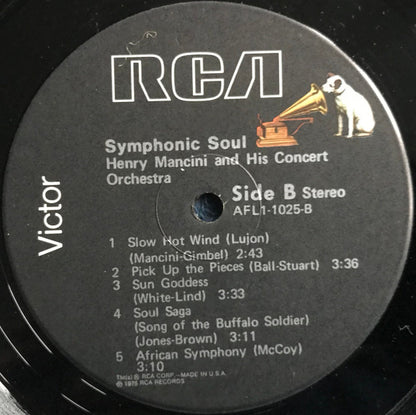 RCA
Victor
Symphonic Soul
Henry Mancini and His Concert
Orchestra
Side B Stereo
AFL1-1025-B
1 Slow Hot Wind (Lujon)
(Mancini-Gimbel) 2:43
2 Pick Up the Pieces (Ball-Stuart) 3:36
3 Sun Goddess
(White-Lind) 3:33
4 Soul Saga
(Song of the Buffalo Soldier)
(Jones-Brown) 3:11
5 African Symphony (McCoy)
3:10
Tm(s) ® RCA CORP.—MADE IN U.S.A.
℗ 1975 RCA RECORDS